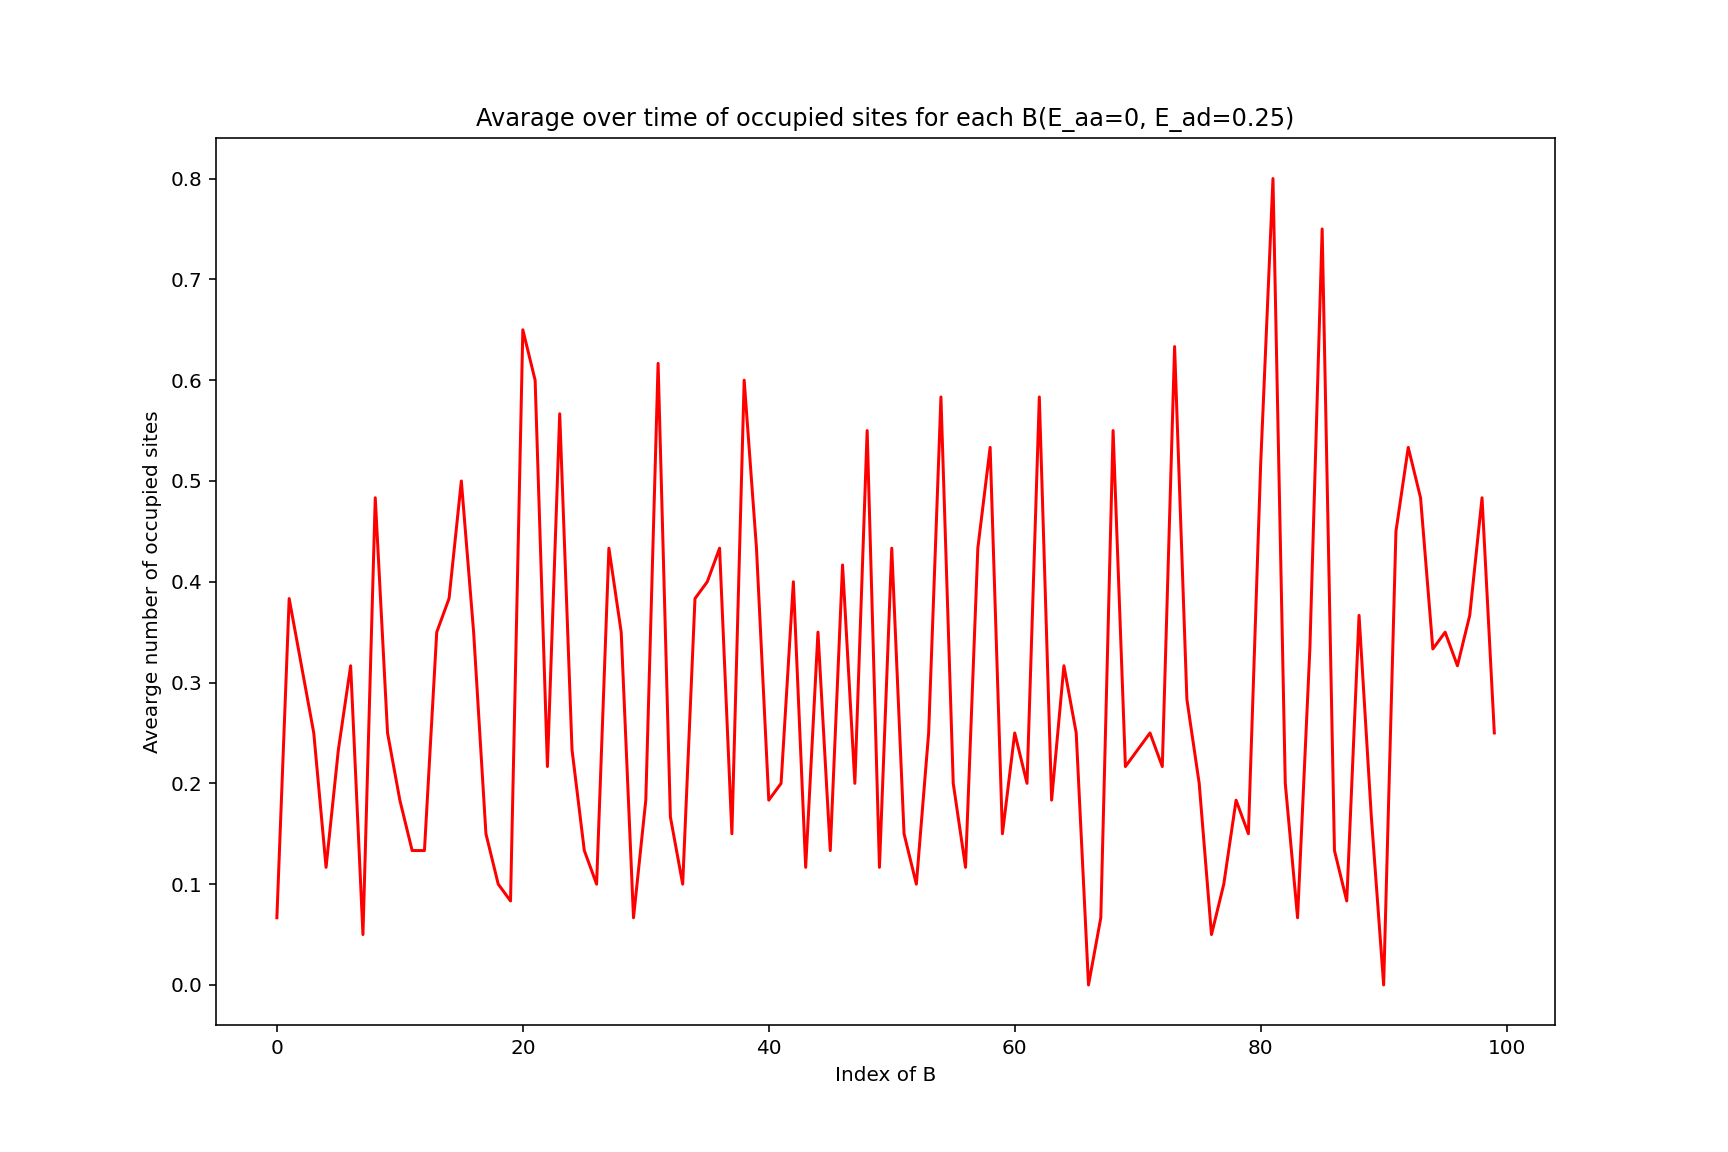 Avarage over time of occupied sites for each B(E_aa=0, E_ad=0.25)
Avearge number of occupied sites
0.8
0.7
0.6
0.5
0.4
0.3
0.2
0.1
0.0
0 20 40 60 80 100
Index of B